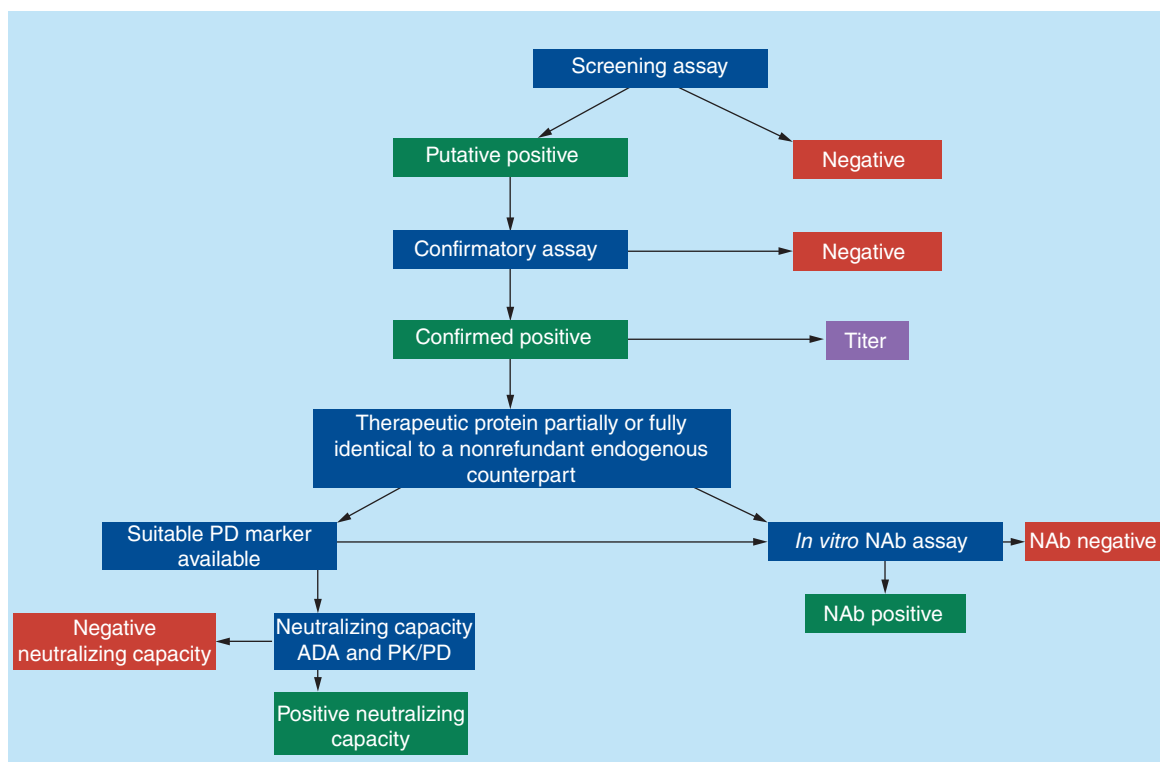 Screening assay
Putative positive
Negative
Confirmatory assay
Negative
Confirmed positive
Titer
Therapeutic protein partially or fully
identical to a nonrefundant endogenous
counterpart
Suitable PD marker
available
In vitro NAb assay
NAb negative
NAb positive
Negative
neutralizing capacity
Neutralizing capacity
ADA and PK/PD
Positive neutralizing
capacity